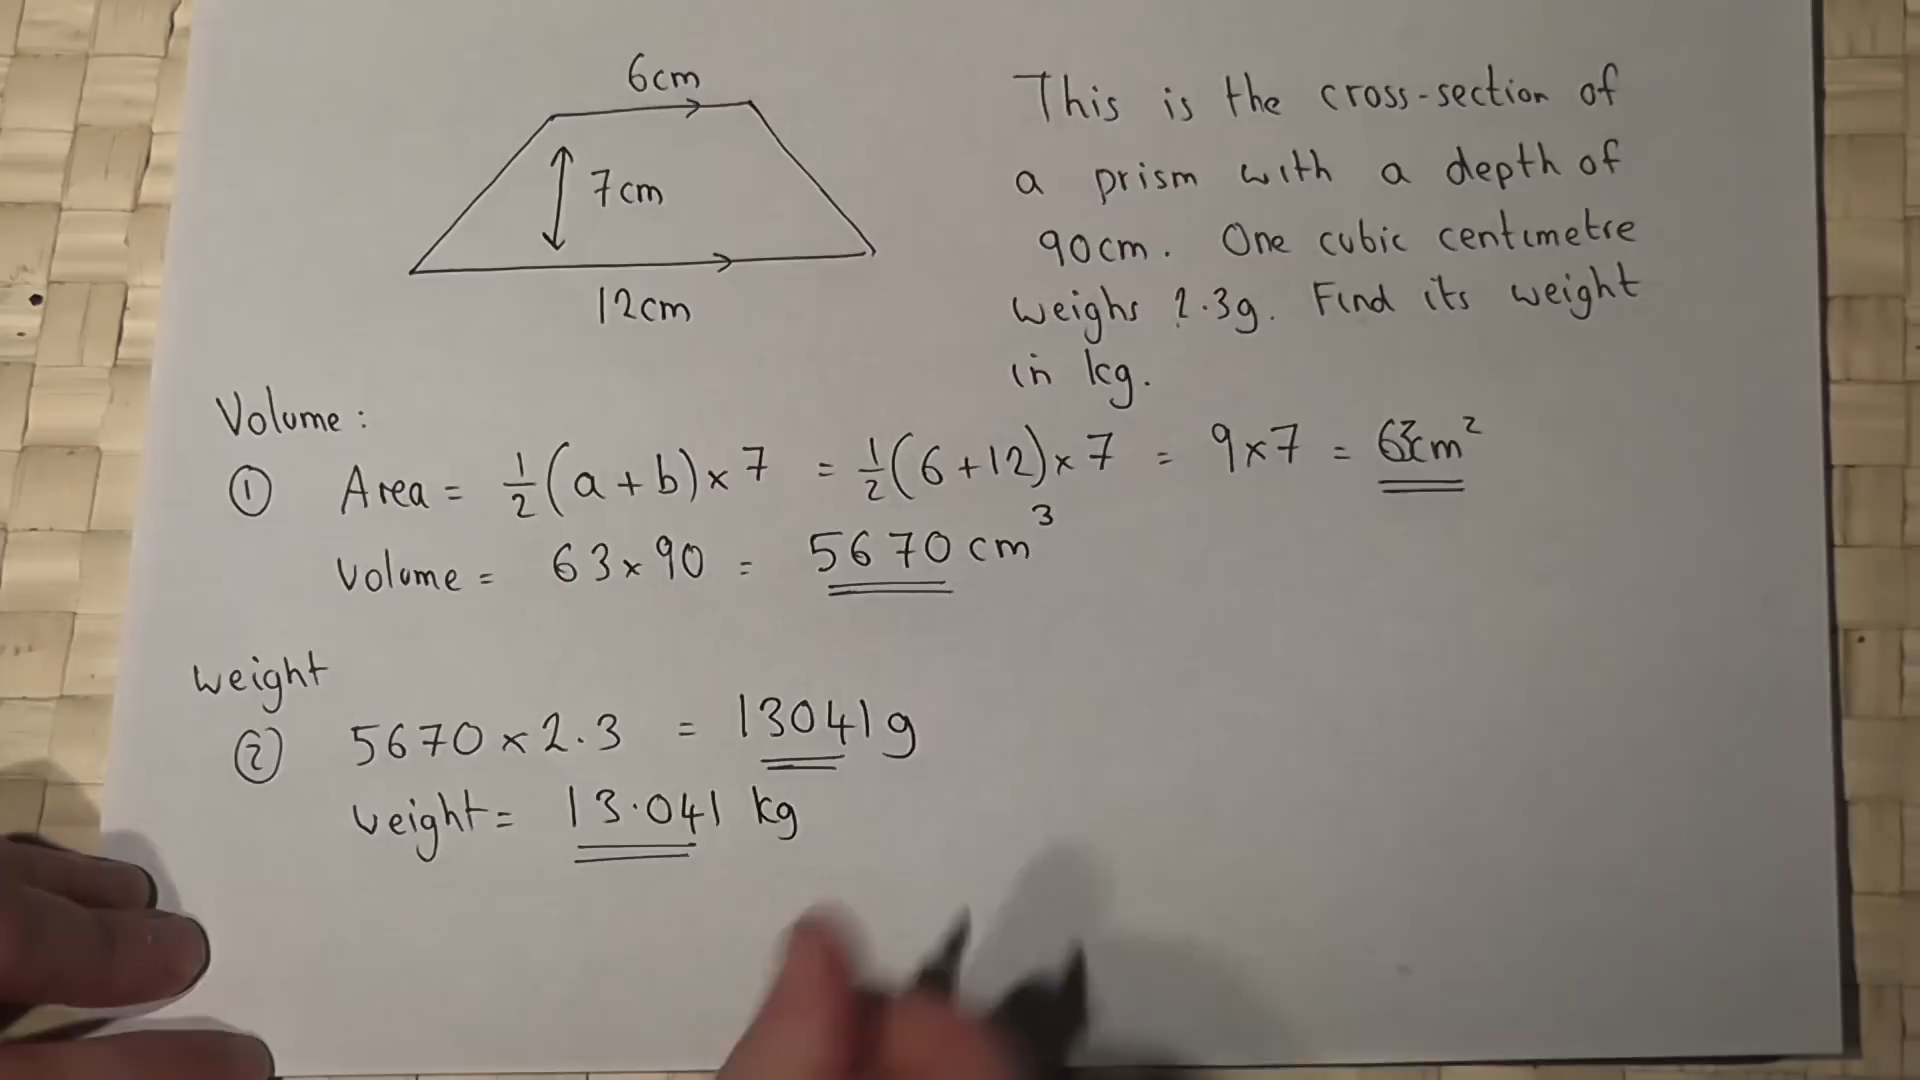 6cm
7cm
12cm
This is the cross-section of
a prism with a depth of
90cm. One cubic centimetre
weighs 2.3g. Find its weight
in kg.
Volume:
① Area = 1/2(a+b)×7 = 1/2(6+12)×7 = 9×7 = 63cm²
Volume = 63×90 = 5670 cm³
weight
② 5670×2.3 = 13041g
weight = 13.041 kg